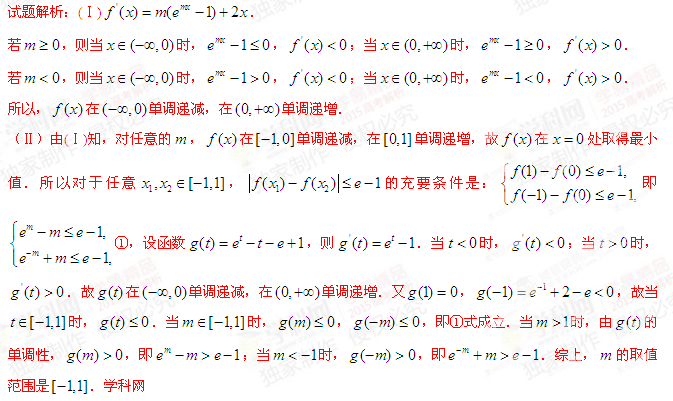 试题解析：(Ⅰ) f'(x) = m(e^{mx} − 1) + 2x．
若 m ≥ 0，则当 x ∈ (−∞, 0) 时，e^{mx} − 1 ≤ 0，f'(x) < 0；当 x ∈ (0, +∞) 时，e^{mx} − 1 ≥ 0，f'(x) > 0．
若 m < 0，则当 x ∈ (−∞, 0) 时，e^{mx} − 1 > 0，f'(x) < 0；当 x ∈ (0, +∞) 时，e^{mx} − 1 < 0，f'(x) > 0．
所以，f(x) 在 (−∞, 0) 单调递减，在 (0, +∞) 单调递增．
（Ⅱ）由(Ⅰ)知，对任意的 m，f(x) 在 [−1, 0] 单调递减，在 [0, 1] 单调递增，故 f(x) 在 x = 0 处取得最小
值．所以对于任意 x₁, x₂ ∈ [−1, 1]，|f(x₁) − f(x₂)| ≤ e − 1 的充要条件是：{ f(1) − f(0) ≤ e − 1, f(−1) − f(0) ≤ e − 1, 即
{ e^m − m ≤ e − 1, e^{−m} + m ≤ e − 1, ①，设函数 g(t) = e^t − t − e + 1，则 g'(t) = e^t − 1．当 t < 0 时，g'(t) < 0；当 t > 0 时，
g'(t) > 0．故 g(t) 在 (−∞, 0) 单调递减，在 (0, +∞) 单调递增．又 g(1) = 0，g(−1) = e^{−1} + 2 − e < 0，故当
t ∈ [−1, 1] 时，g(t) ≤ 0．当 m ∈ [−1, 1] 时，g(m) ≤ 0，g(−m) ≤ 0，即①式成立．当 m > 1 时，由 g(t) 的
单调性，g(m) > 0，即 e^m − m > e − 1；当 m < −1 时，g(−m) > 0，即 e^{−m} + m > e − 1．综上，m 的取值
范围是 [−1, 1]．学科网